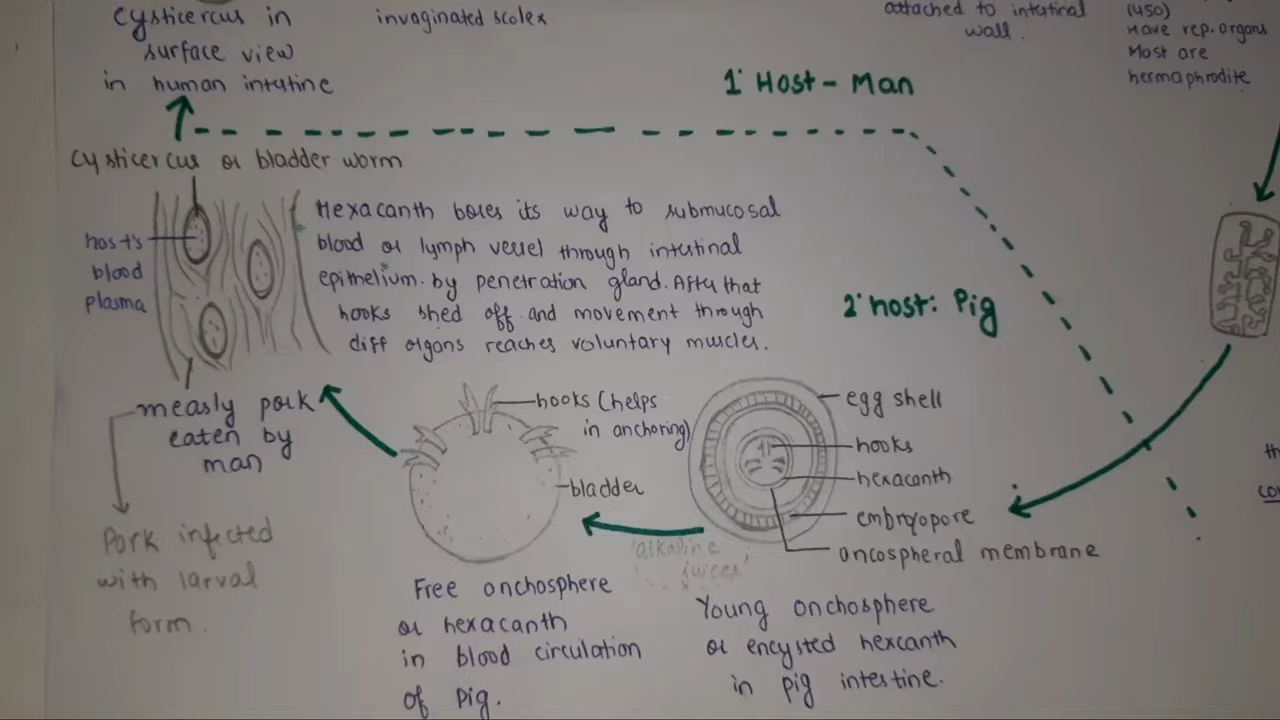 cysticercus in
surface view
in human intestine
invaginated scolex
attached to intestinal
wall.
(450)
Have rep. organs
Most are
hermaphrodite
1° Host - Man
cysticercus or bladder worm
host's
blood
plasma
Hexacanth bores its way to submucosal
blood or lymph vessel through intestinal
epithelium. by penetration gland. After that
hooks shed off and movement through
diff organs reaches voluntary muscles.
2° host: Pig
measly pork
eaten by
man
Pork infected
with larval
form.
hooks (helps
in anchoring)
bladder
Free onchosphere
or hexacanth
in blood circulation
of pig.
'alkaline
juices'
egg shell
hooks
hexacanth
embryopore
oncospheral membrane
Young onchosphere
or encysted hexcanth
in pig intestine.
th
co